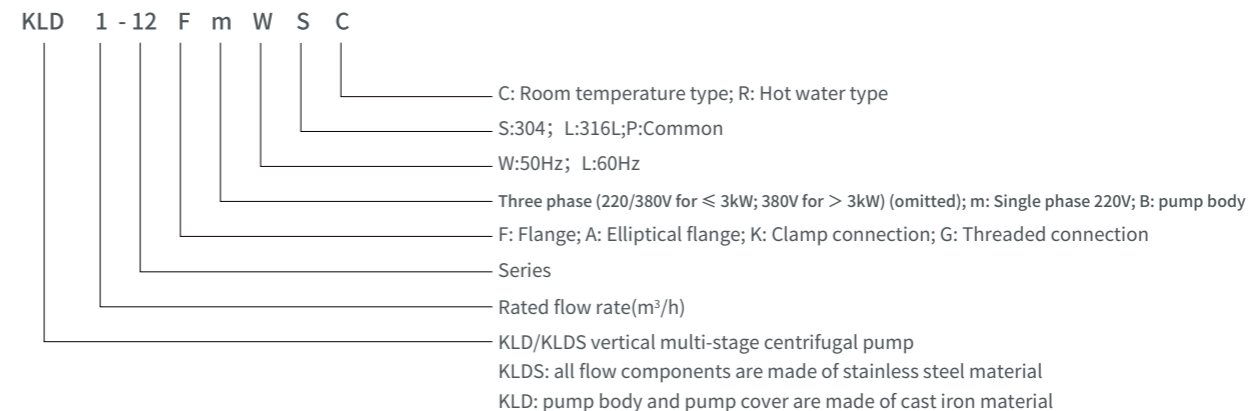 KLD 1 - 12 F m W S C
C: Room temperature type; R: Hot water type
S:304；L:316L;P:Common
W:50Hz；L:60Hz
Three phase (220/380V for ≤ 3kW; 380V for > 3kW) (omitted); m: Single phase 220V; B: pump body
F: Flange; A: Elliptical flange; K: Clamp connection; G: Threaded connection
Series
Rated flow rate(m³/h)
KLD/KLDS vertical multi-stage centrifugal pump
KLDS: all flow components are made of stainless steel material
KLD: pump body and pump cover are made of cast iron material